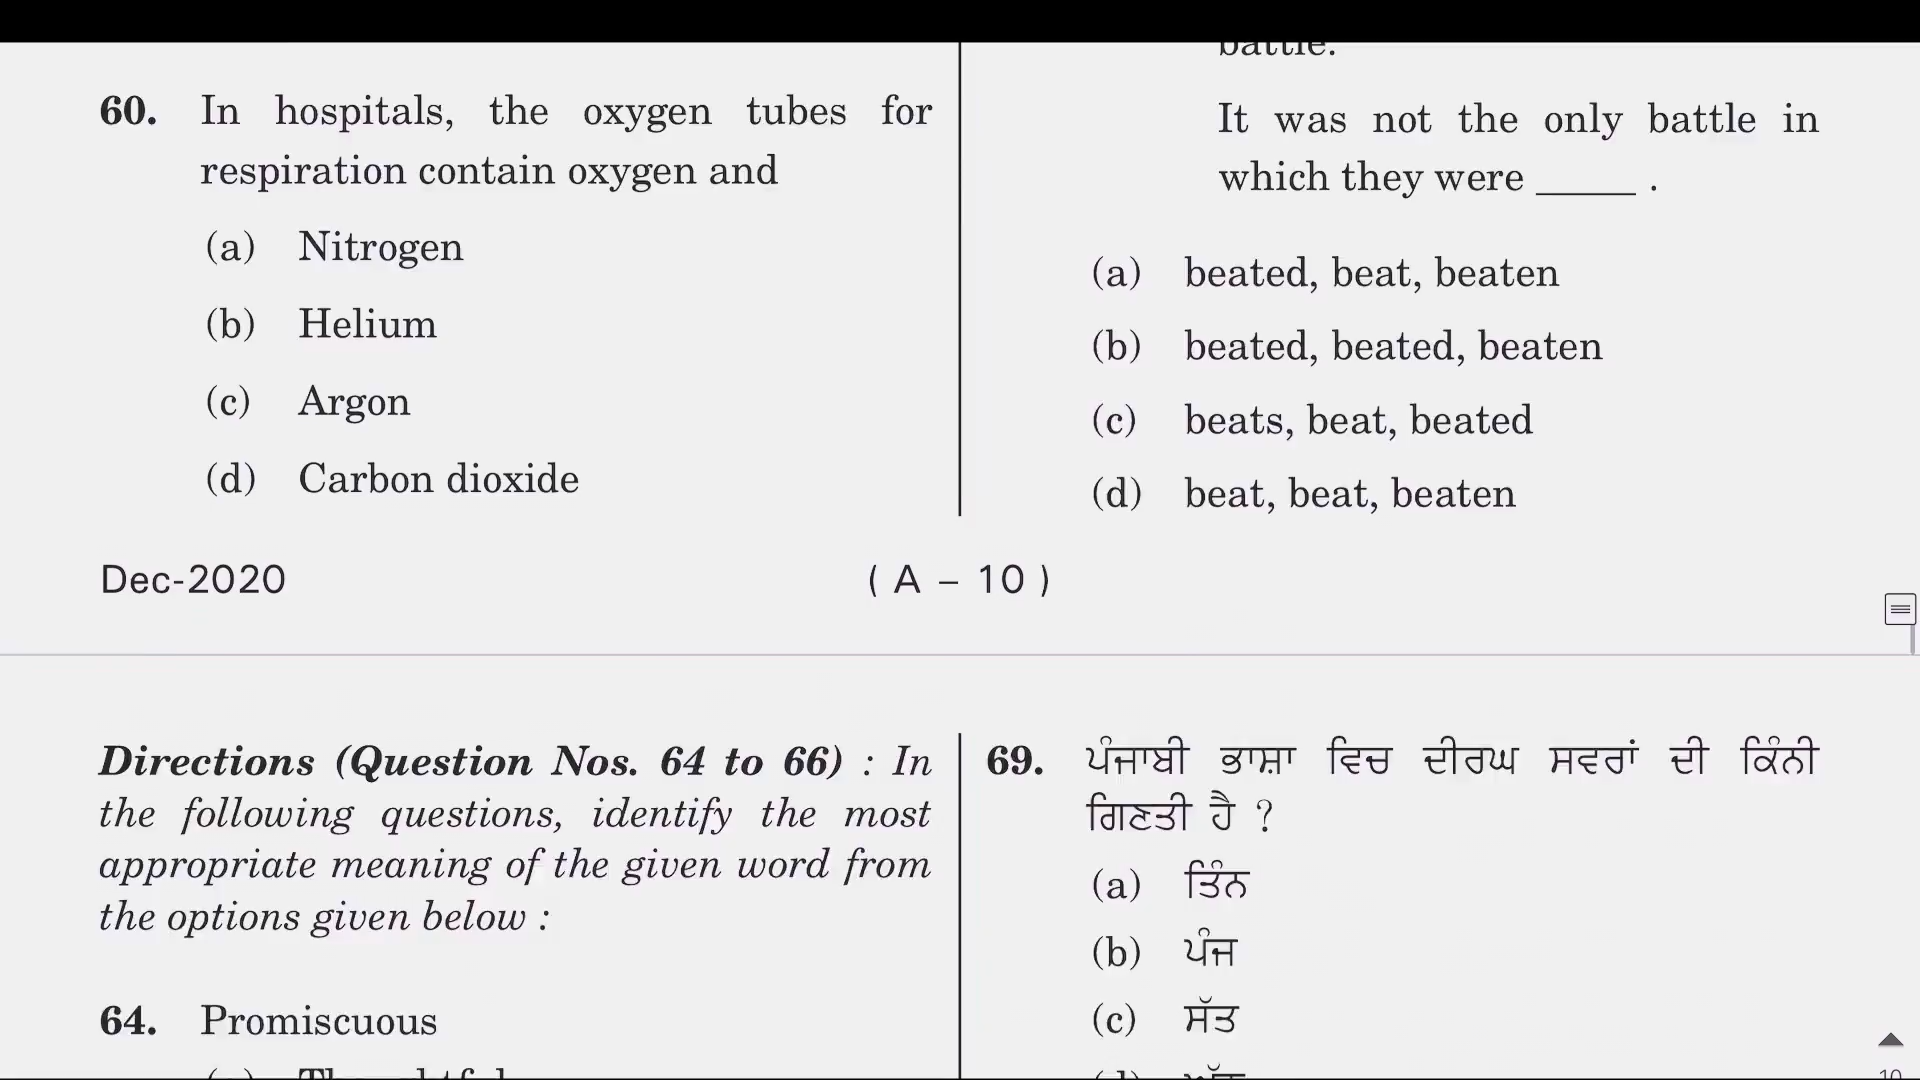 60. In hospitals, the oxygen tubes for
respiration contain oxygen and
(a) Nitrogen
(b) Helium
(c) Argon
(d) Carbon dioxide
battle.
It was not the only battle in
which they were _____ .
(a) beated, beat, beaten
(b) beated, beated, beaten
(c) beats, beat, beated
(d) beat, beat, beaten
Dec-2020
( A – 10 )
Directions (Question Nos. 64 to 66) : In
the following questions, identify the most
appropriate meaning of the given word from
the options given below :
64. Promiscuous
69. ਪੰਜਾਬੀ ਭਾਸ਼ਾ ਵਿਚ ਦੀਰਘ ਸਵਰਾਂ ਦੀ ਕਿੰਨੀ
ਗਿਣਤੀ ਹੈ ?
(a) ਤਿੰਨ
(b) ਪੰਜ
(c) ਸੱਤ